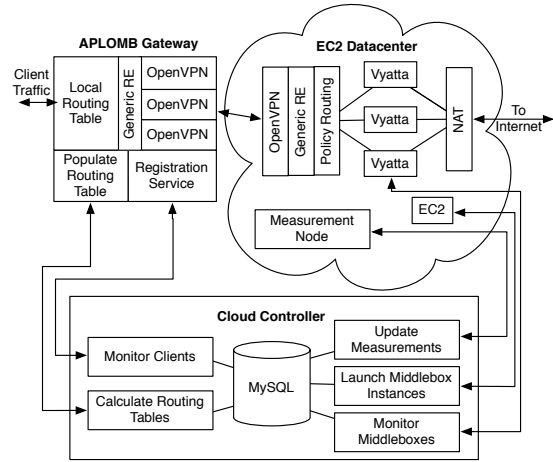 APLOMB Gateway
EC2 Datacenter
Client
Traffic
Local
Routing
Table
Generic RE
OpenVPN
OpenVPN
OpenVPN
Populate
Routing
Table
Registration
Service
OpenVPN
Generic RE
Policy Routing
Vyatta
Vyatta
Vyatta
NAT
To
Internet
EC2
Measurement
Node
Cloud Controller
Monitor Clients
Calculate Routing
Tables
MySQL
Update
Measurements
Launch Middlebox
Instances
Monitor
Middleboxes